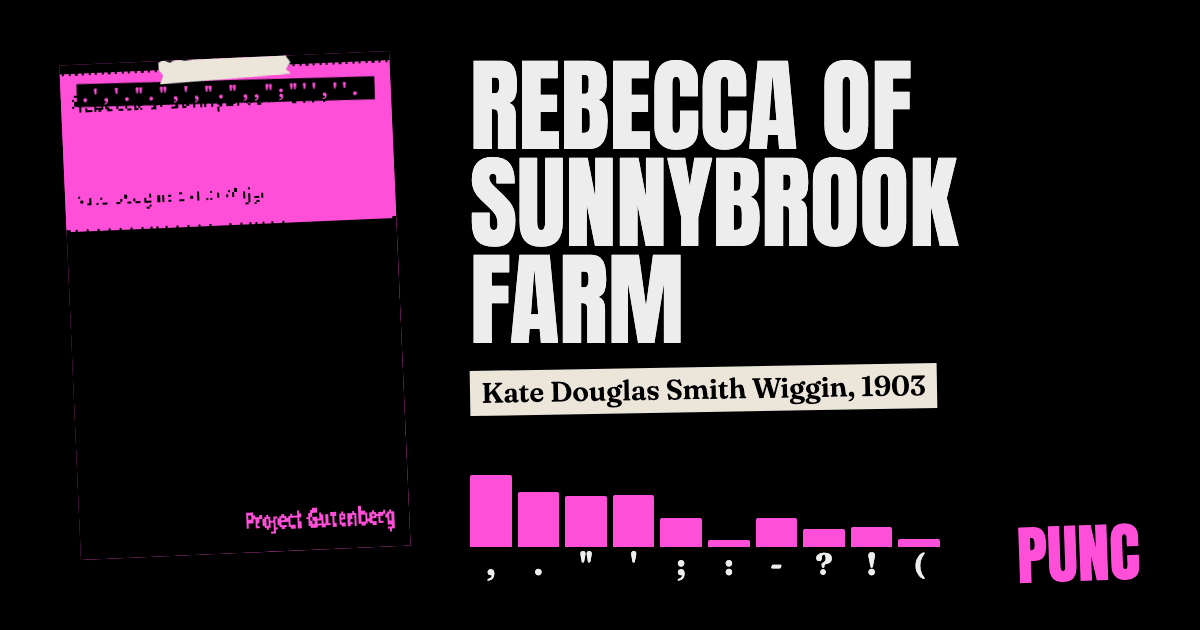 .','.".",',".",,";"'',''.
Project Gutenberg
REBECCA OF
SUNNYBROOK
FARM
Kate Douglas Smith Wiggin, 1903
, . " ' ; : - ? ! (
PUNC